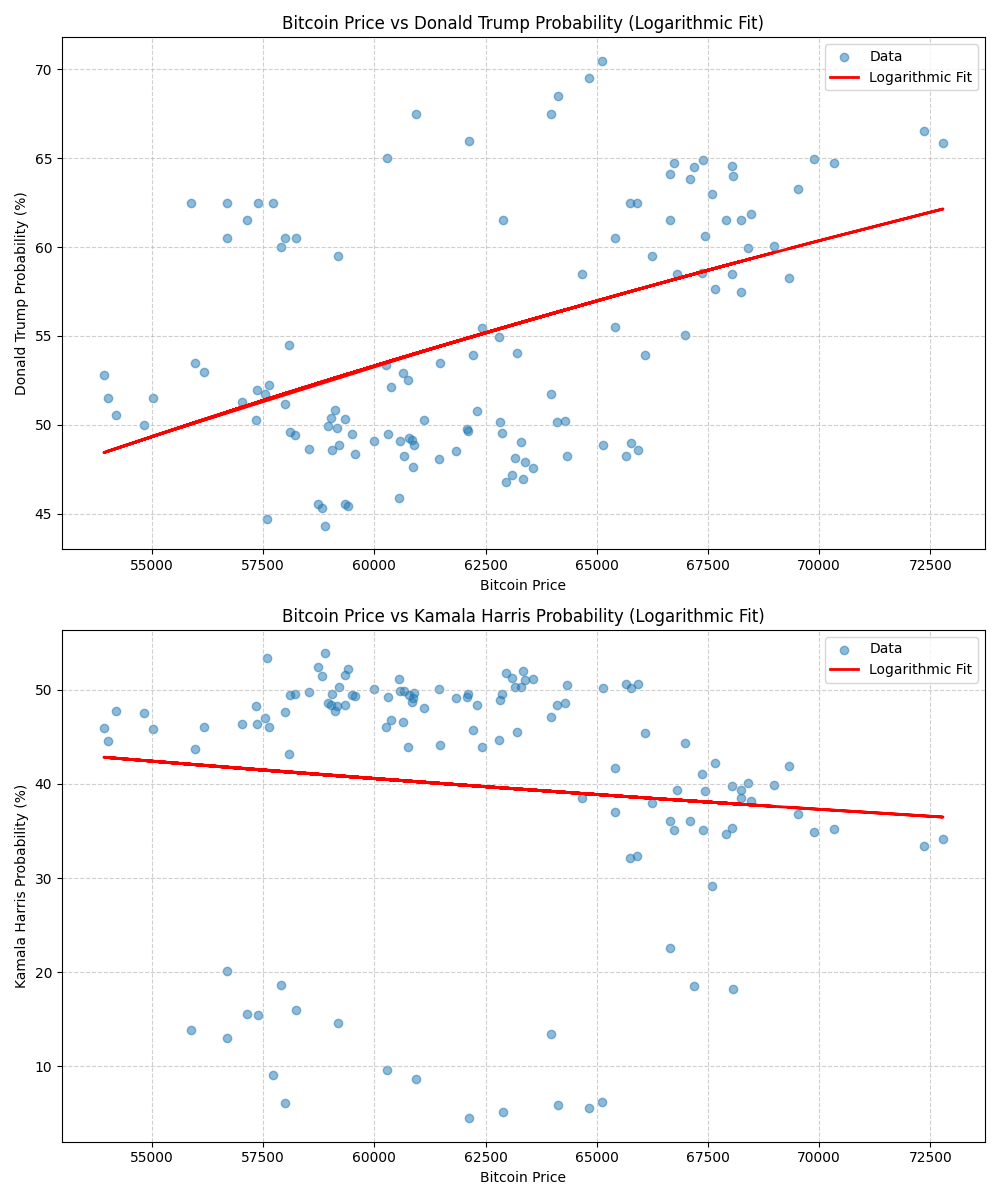 Bitcoin Price vs Donald Trump Probability (Logarithmic Fit)
Data
Logarithmic Fit
70
65
60
55
50
45
Donald Trump Probability (%)
55000 57500 60000 62500 65000 67500 70000 72500
Bitcoin Price
Bitcoin Price vs Kamala Harris Probability (Logarithmic Fit)
Data
Logarithmic Fit
50
40
30
20
10
Kamala Harris Probability (%)
55000 57500 60000 62500 65000 67500 70000 72500
Bitcoin Price